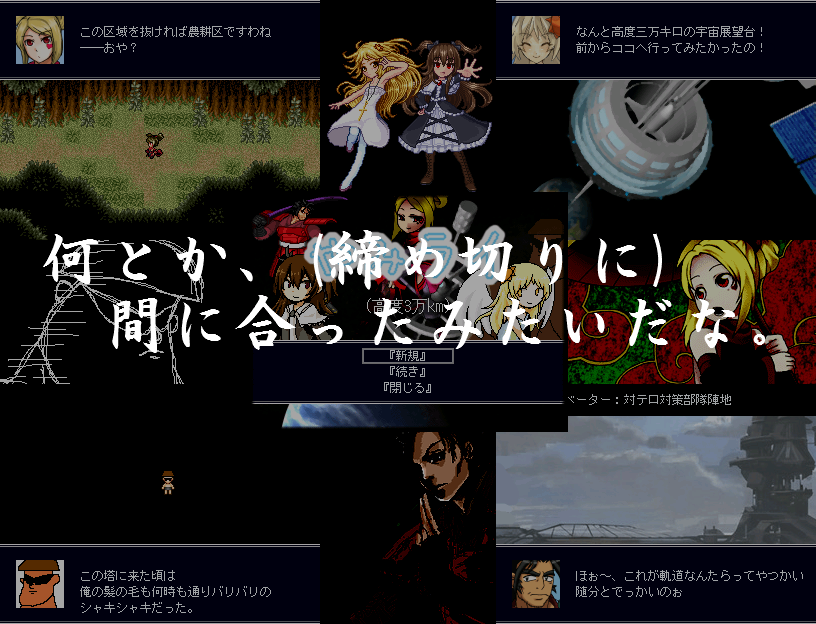 この区域を抜ければ農耕区ですわね
――おや？
なんと高度三万キロの宇宙展望台！
前からココへ行ってみたかったの！
何とか、(締め切りに)
間に合ったみたいだな。
(高度3万km)
『新規』
『続き』
『閉じる』
ベーター：対テロ対策部隊陣地
この塔に来た頃は
俺の髪の毛も何時も通りバリバリの
シャキシャキだった。
ほぉ～、これが軌道なんたらってやつかい
随分とでっかいのぉ